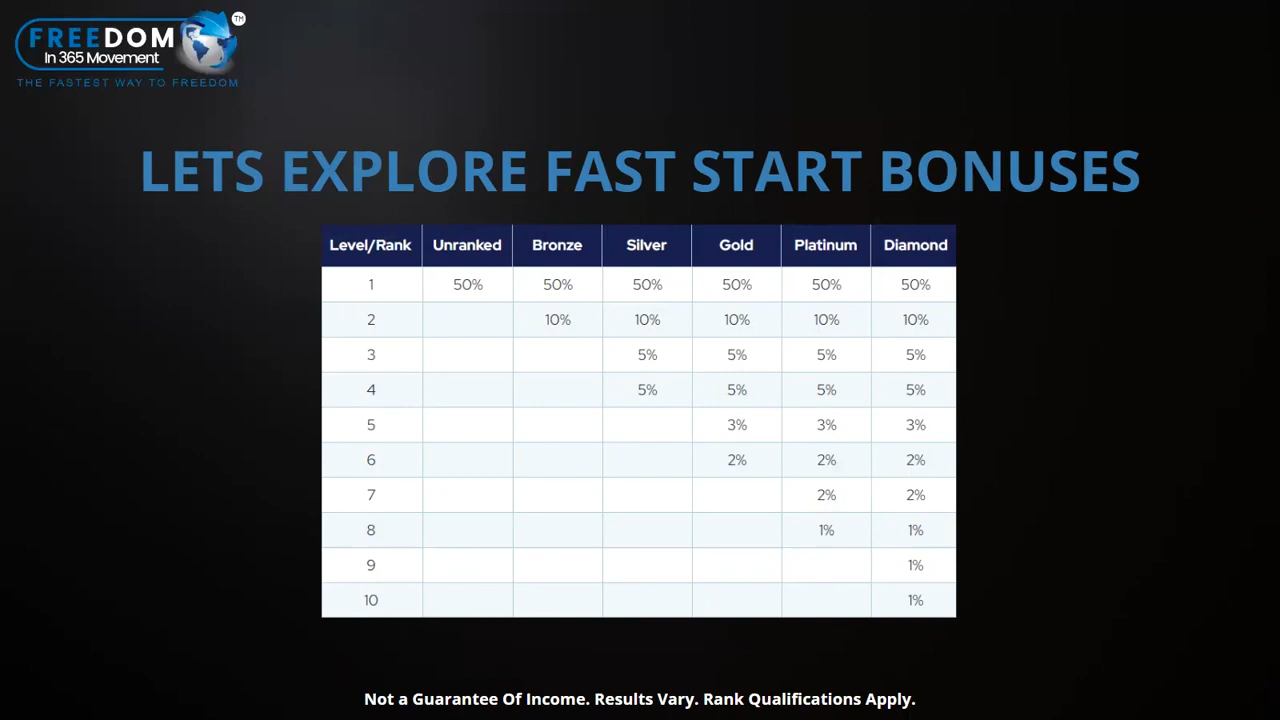 FREEDOM
TM
In 365 Movement
THE FASTEST WAY TO FREEDOM
LETS EXPLORE FAST START BONUSES
Level/Rank Unranked Bronze Silver Gold Platinum Diamond
1 50% 50% 50% 50% 50% 50%
2 10% 10% 10% 10% 10%
3 5% 5% 5% 5%
4 5% 5% 5% 5%
5 3% 3% 3%
6 2% 2% 2%
7 2% 2%
8 1% 1%
9 1%
10 1%
Not a Guarantee Of Income. Results Vary. Rank Qualifications Apply.